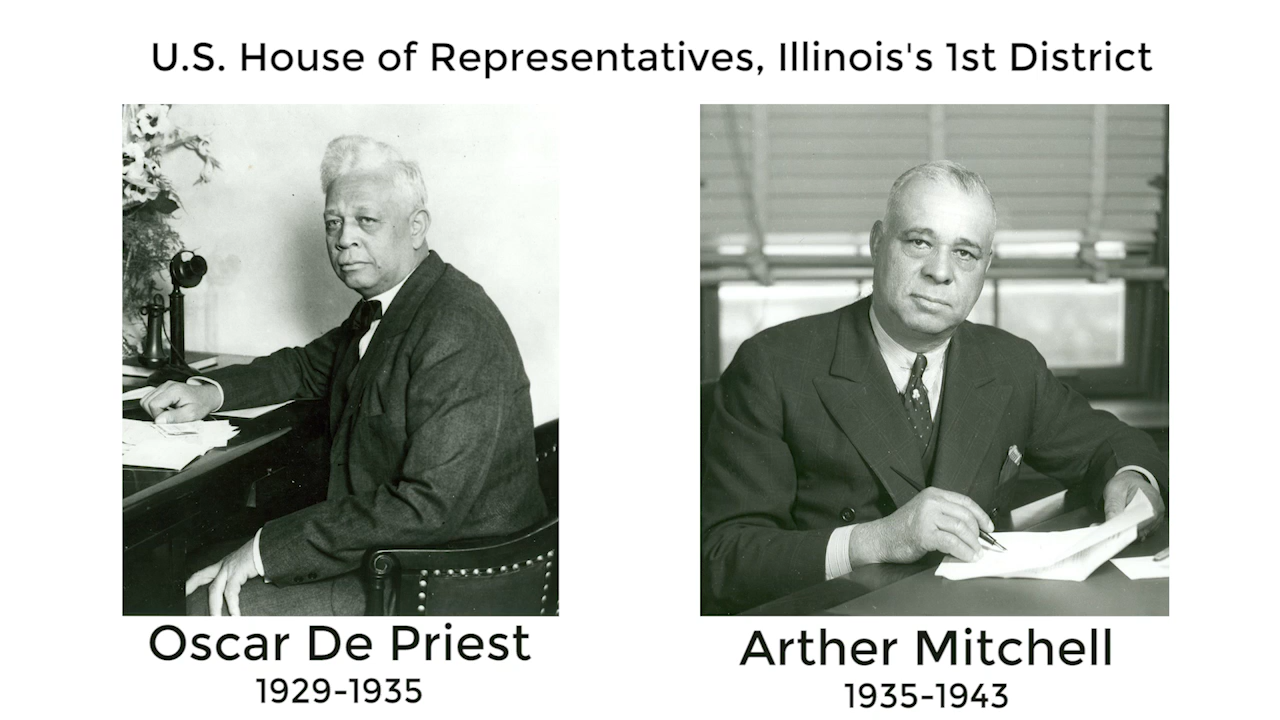 U.S. House of Representatives, Illinois's 1st District
Oscar De Priest
1929-1935
Arther Mitchell
1935-1943